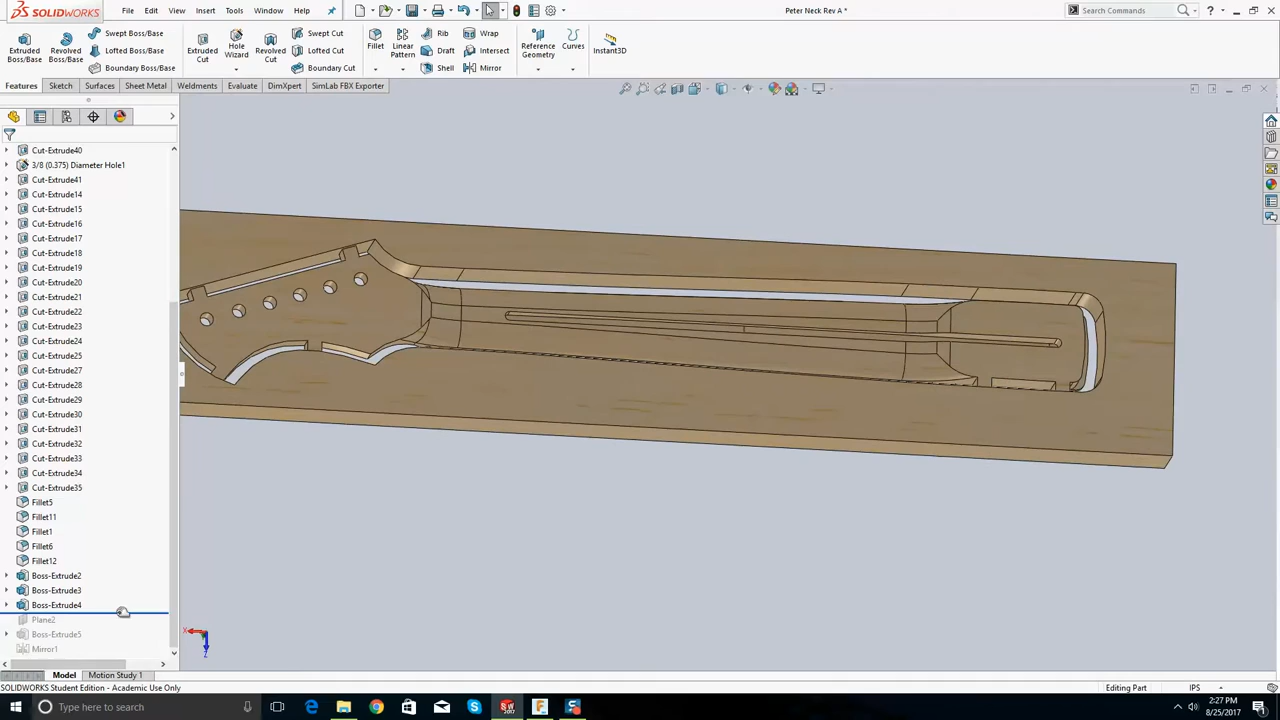 SOLIDWORKS File Edit View Insert Tools Window Help Peter Neck Rev A * Search Commands
Extruded Boss/Base Revolved Boss/Base Swept Boss/Base Lofted Boss/Base Boundary Boss/Base Extruded Cut Hole Wizard Revolved Cut Swept Cut Lofted Cut Boundary Cut Fillet Linear Pattern Rib Draft Shell Wrap Intersect Mirror Reference Geometry Curves Instant3D
Features Sketch Surfaces Sheet Metal Weldments Evaluate DimXpert SimLab FBX Exporter
Cut-Extrude40
3/8 (0.375) Diameter Hole1
Cut-Extrude41
Cut-Extrude14
Cut-Extrude15
Cut-Extrude16
Cut-Extrude17
Cut-Extrude18
Cut-Extrude19
Cut-Extrude20
Cut-Extrude21
Cut-Extrude22
Cut-Extrude23
Cut-Extrude24
Cut-Extrude25
Cut-Extrude27
Cut-Extrude28
Cut-Extrude29
Cut-Extrude30
Cut-Extrude31
Cut-Extrude32
Cut-Extrude33
Cut-Extrude34
Cut-Extrude35
Fillet5
Fillet11
Fillet1
Fillet6
Fillet12
Boss-Extrude2
Boss-Extrude3
Boss-Extrude4
Plane2
Boss-Extrude5
Mirror1
X
Z
Model Motion Study 1
SOLIDWORKS Student Edition - Academic Use Only Editing Part IPS
Type here to search 2:27 PM
8/25/2017